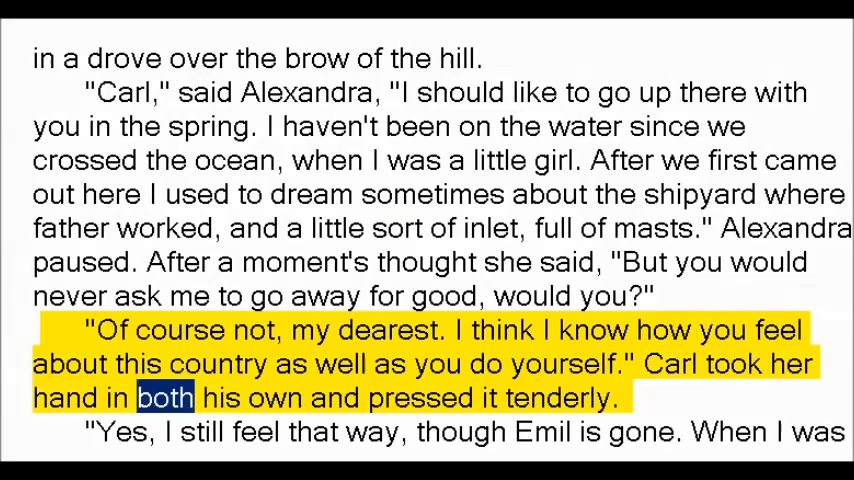 in a drove over the brow of the hill.
"Carl," said Alexandra, "I should like to go up there with
you in the spring. I haven't been on the water since we
crossed the ocean, when I was a little girl. After we first came
out here I used to dream sometimes about the shipyard where
father worked, and a little sort of inlet, full of masts." Alexandra
paused. After a moment's thought she said, "But you would
never ask me to go away for good, would you?"
"Of course not, my dearest. I think I know how you feel
about this country as well as you do yourself." Carl took her
hand in both his own and pressed it tenderly.
"Yes, I still feel that way, though Emil is gone. When I was